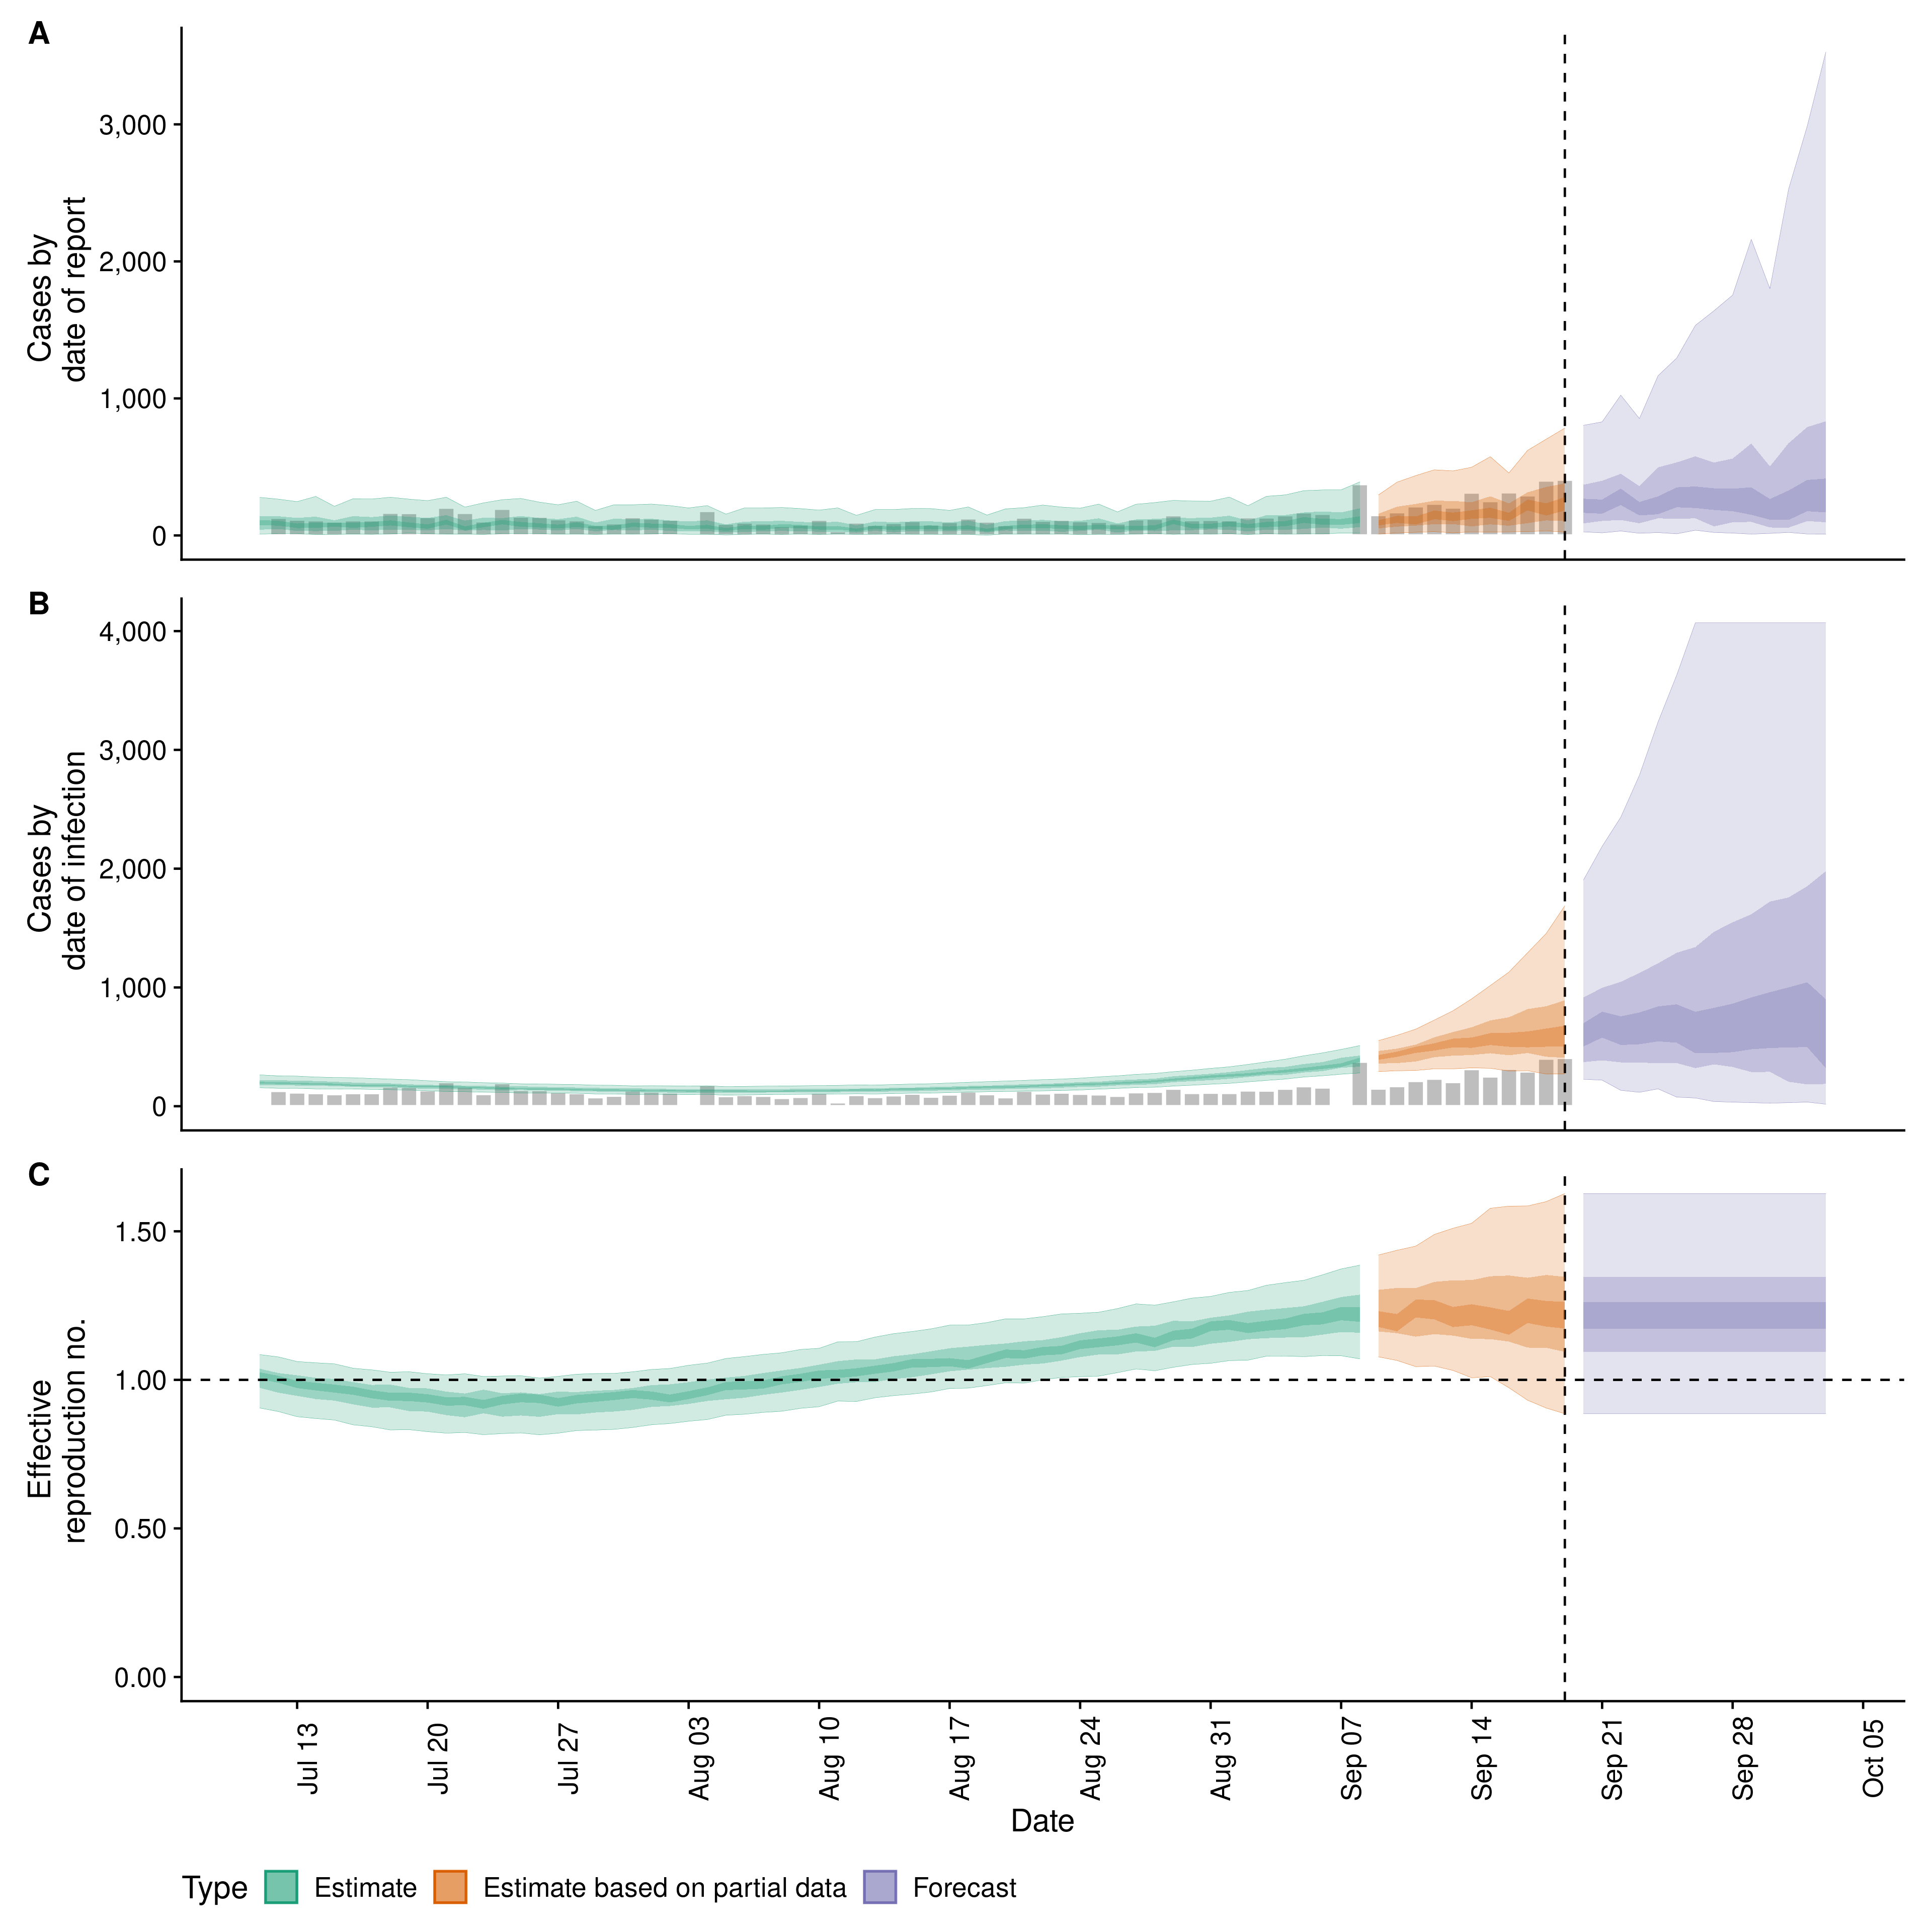 A
Cases by
date of report
3,000
2,000
1,000
0
B
Cases by
date of infection
4,000
3,000
2,000
1,000
0
C
Effective
reproduction no.
1.50
1.00
0.50
0.00
Jul 13
Jul 20
Jul 27
Aug 03
Aug 10
Aug 17
Aug 24
Aug 31
Sep 07
Sep 14
Sep 21
Sep 28
Oct 05
Date
Type Estimate Estimate based on partial data Forecast